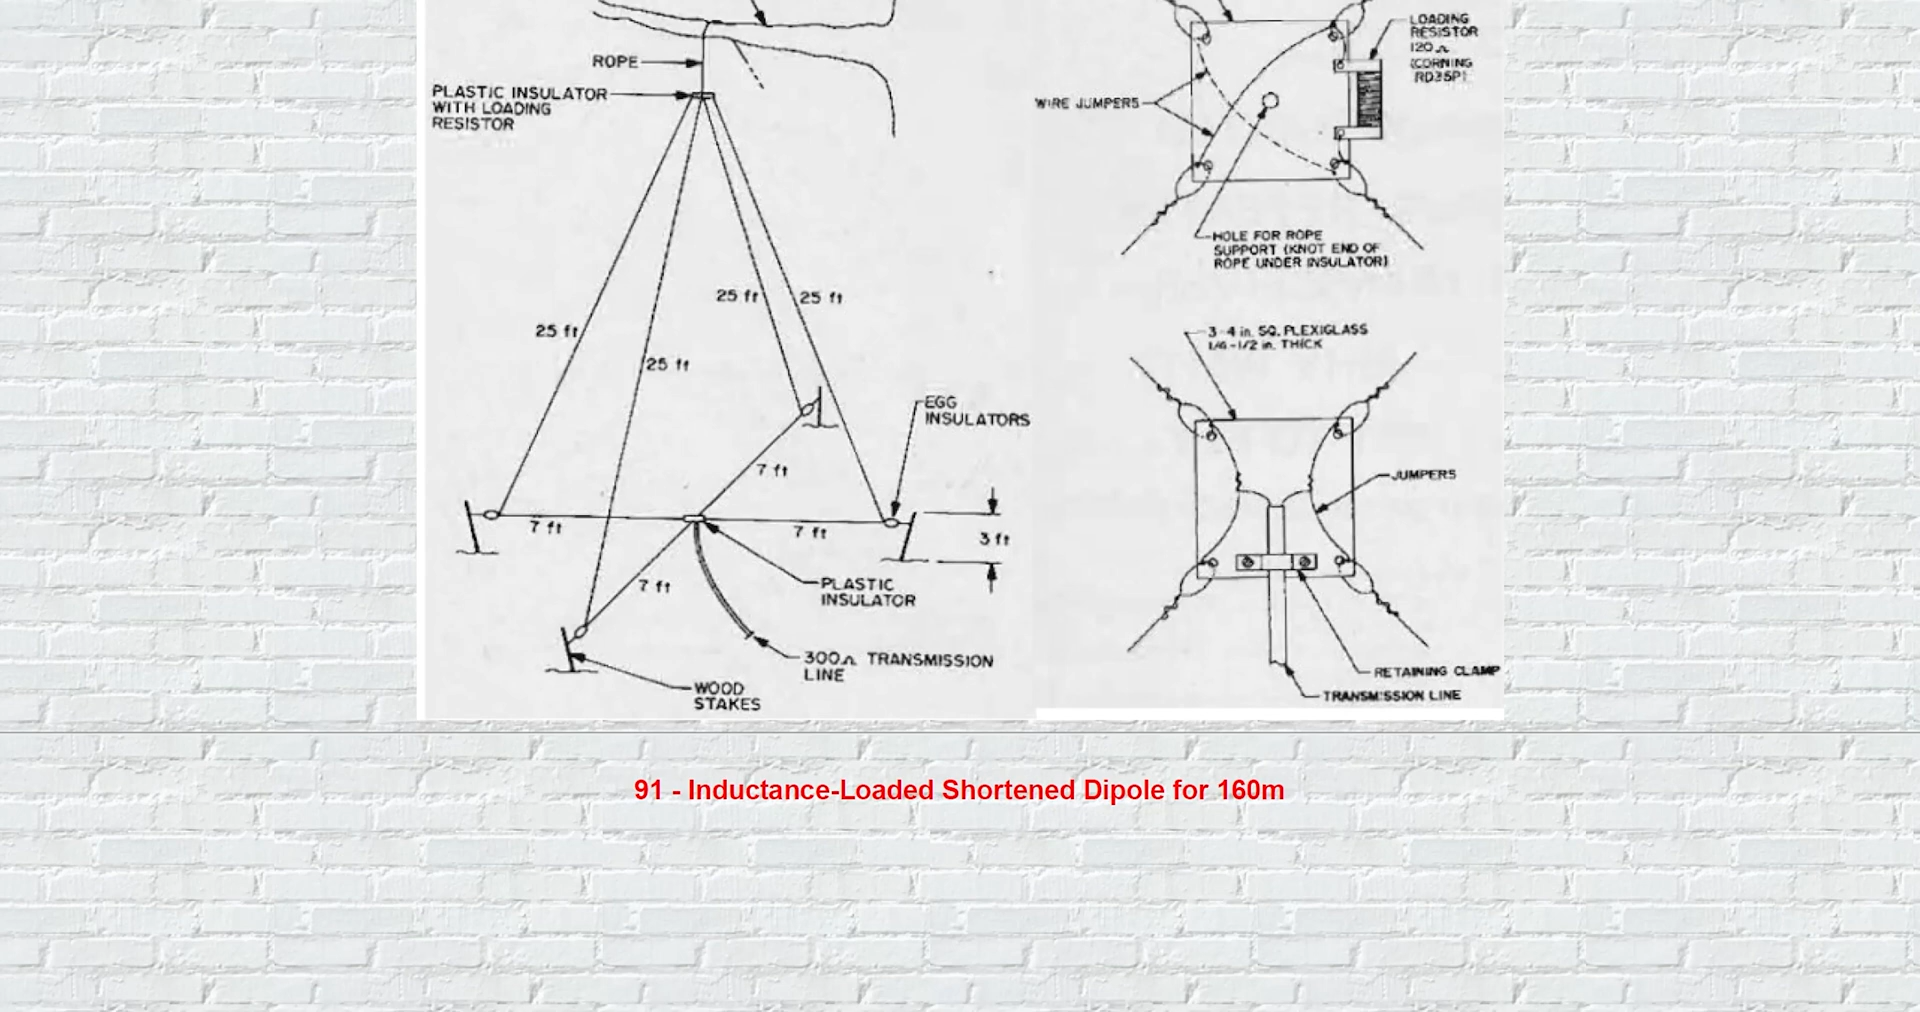 ROPE
PLASTIC INSULATOR
WITH LOADING
RESISTOR
25 ft
25 ft
25 ft
25 ft
EGG
INSULATORS
7 ft
7 ft
7 ft
7 ft
3 ft
PLASTIC
INSULATOR
300Ω TRANSMISSION
LINE
WOOD
STAKES
LOADING
RESISTOR
120Ω
(CORNING
RD35P)
WIRE JUMPERS
HOLE FOR ROPE
SUPPORT (KNOT END OF
ROPE UNDER INSULATOR)
3-4 in. SQ. PLEXIGLASS
1/4-1/2 in. THICK
JUMPERS
RETAINING CLAMP
TRANSMISSION LINE
91 - Inductance-Loaded Shortened Dipole for 160m